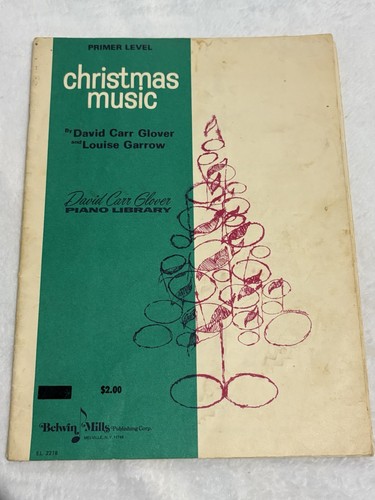 PRIMER LEVEL
christmas
music
By David Carr Glover
and Louise Garrow
David Carr Glover
PIANO LIBRARY
$2.00
Belwin Mills Publishing Corp.